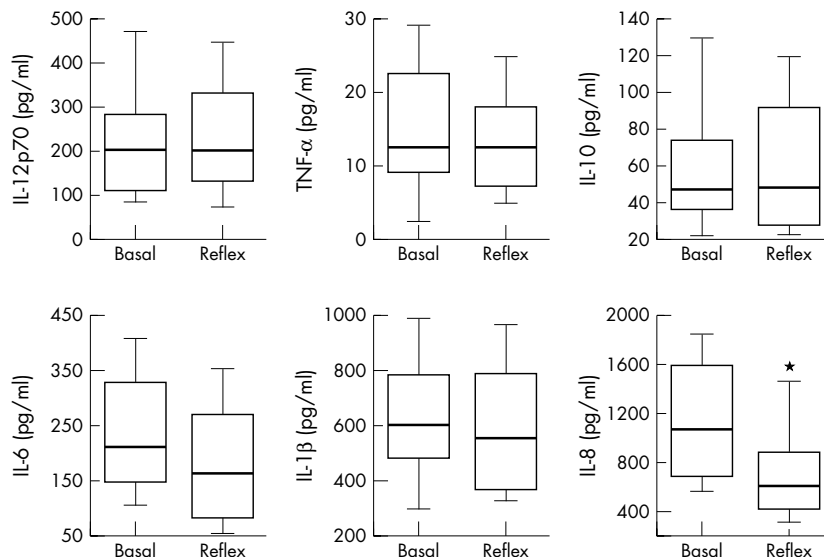 IL-12p70 (pg/ml)
500
400
300
200
100
0
Basal
Reflex
TNF-α (pg/ml)
30
20
10
0
Basal
Reflex
IL-10 (pg/ml)
140
120
100
80
60
40
20
Basal
Reflex
IL-6 (pg/ml)
450
350
250
150
50
Basal
Reflex
IL-1β (pg/ml)
1000
800
600
400
200
Basal
Reflex
IL-8 (pg/ml)
2000
1600
1200
800
400
Basal
Reflex